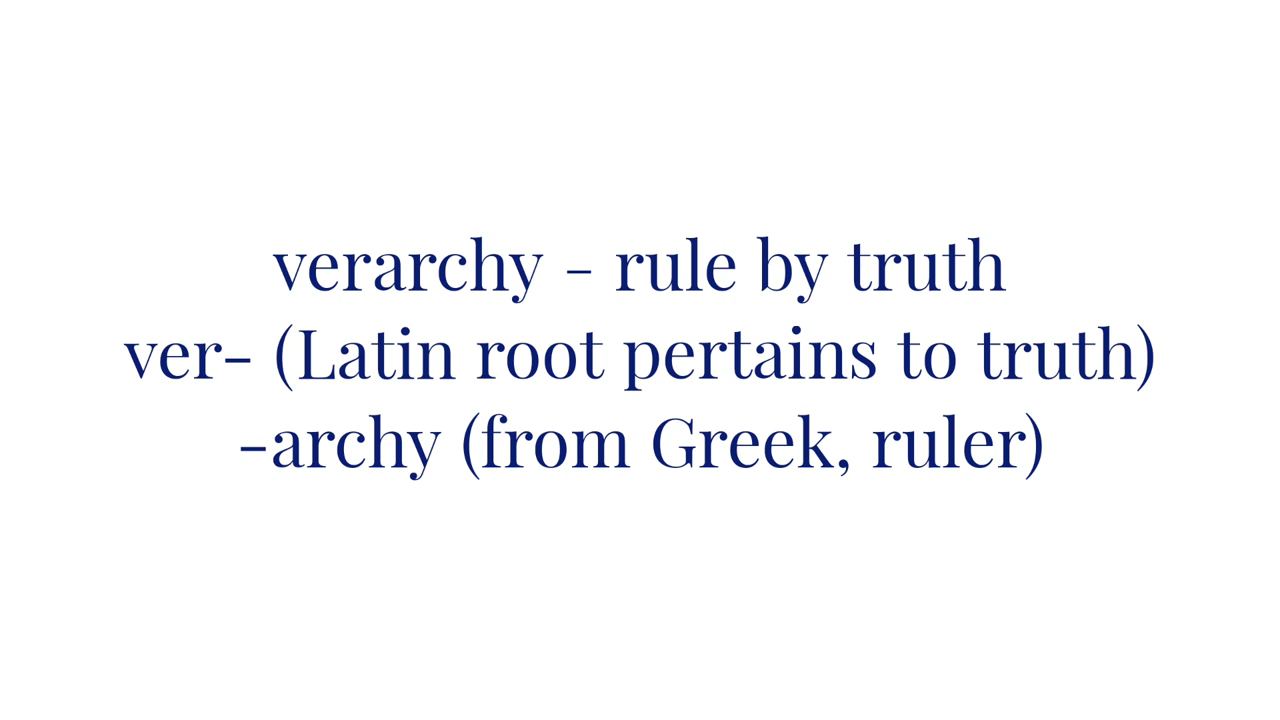 verarchy - rule by truth
ver- (Latin root pertains to truth)
-archy (from Greek, ruler)